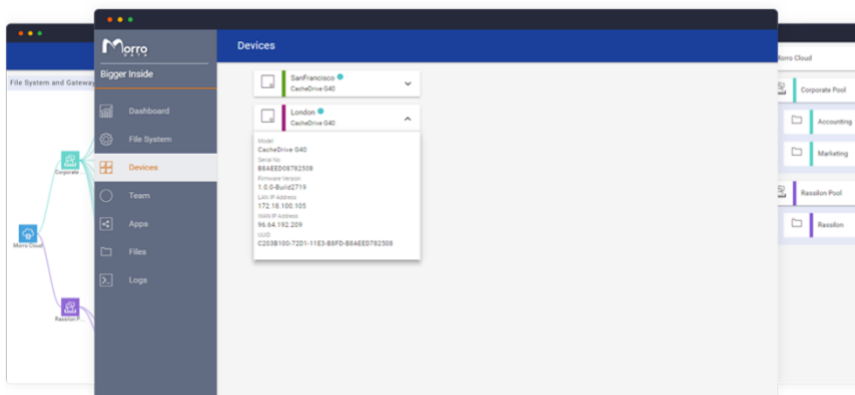 Morro
DATA
Bigger Inside
Dashboard
File System
Devices
Team
Apps
Files
Logs
Devices
SanFrancisco
CacheDrive G40
London
CacheDrive G40
Model
CacheDrive G40
Serial No
B8AEED08782508
Firmware Version
1.0.0-Build2719
LAN IP Address
172.18.100.105
WAN IP Address
96.64.192.209
UUID
C203B100-72D1-11E3-B8FD-B8AEED782508
File System and Gateway
Corporate ...
Morro Cloud
Rassilon P...
Morro Cloud
Corporate Pool
Accounting
Marketing
Rassilon Pool
Rassilon